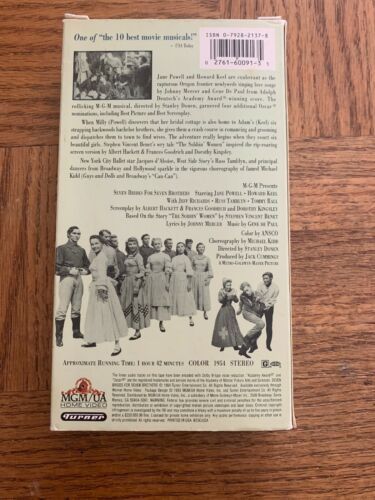 One of "the 10 best movie musicals!"
—USA Today
ISBN 0-7928-2137-8
0 27616-60091-3
Jane Powell and Howard Keel are exuberant as the
rapturous Oregon frontier newlyweds singing love songs
by Johnny Mercer and Gene De Paul from Adolph
Deutsch's Academy Award winning score. The
rollicking M-G-M musical, directed by Stanley Donen, garnered four additional Oscar
nominations, including Best Picture and Best Screenplay.
When Milly (Powell) discovers that her bridal cottage is also home to Adam's (Keel) six
strapping backwoods bachelor brothers, she gives them a crash course in romancing and grooming
and dispatches them to town to find wives. The adventure really begins when they court six
beautiful girls. Stephen Vincent Benet's wry tale "The Sobbin' Women" inspired the rip-roaring
screen version by Albert Hackett & Frances Goodrich and Dorothy Kingsley.
New York City Ballet star Jacques d'Amboise, West Side Story's Russ Tamblyn, and principal
dancers from Broadway and Hollywood sparkle in the vigorous choreography of famed Michael
Kidd (Guys and Dolls and Broadway's "Can-Can").
M-G-M Presents
Seven Brides For Seven Brothers Starring Jane Powell • Howard Keel
With Jeff Richards • Russ Tamblyn • Tommy Rall
Screenplay by Albert Hackett & Frances Goodrich and Dorothy Kingsley
Based On the Story "The Sobbin' Women" by Stephen Vincent Benet
Lyrics by Johnny Mercer Music by Gene de Paul
Color by ANSCO
Choreography by Michael Kidd
Directed by Stanley Donen
Produced by Jack Cummings
A Metro-Goldwyn-Mayer Picture
Approximate Running Time: 1 Hour 42 Minutes Color 1954 Stereo
G
MGM/UA
HOME VIDEO
Turner